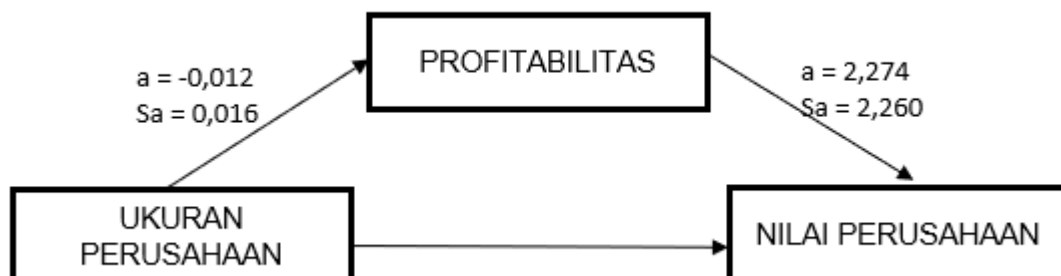 PROFITABILITAS
a = -0,012
Sa = 0,016
a = 2,274
Sa = 2,260
UKURAN
PERUSAHAAN
NILAI PERUSAHAAN